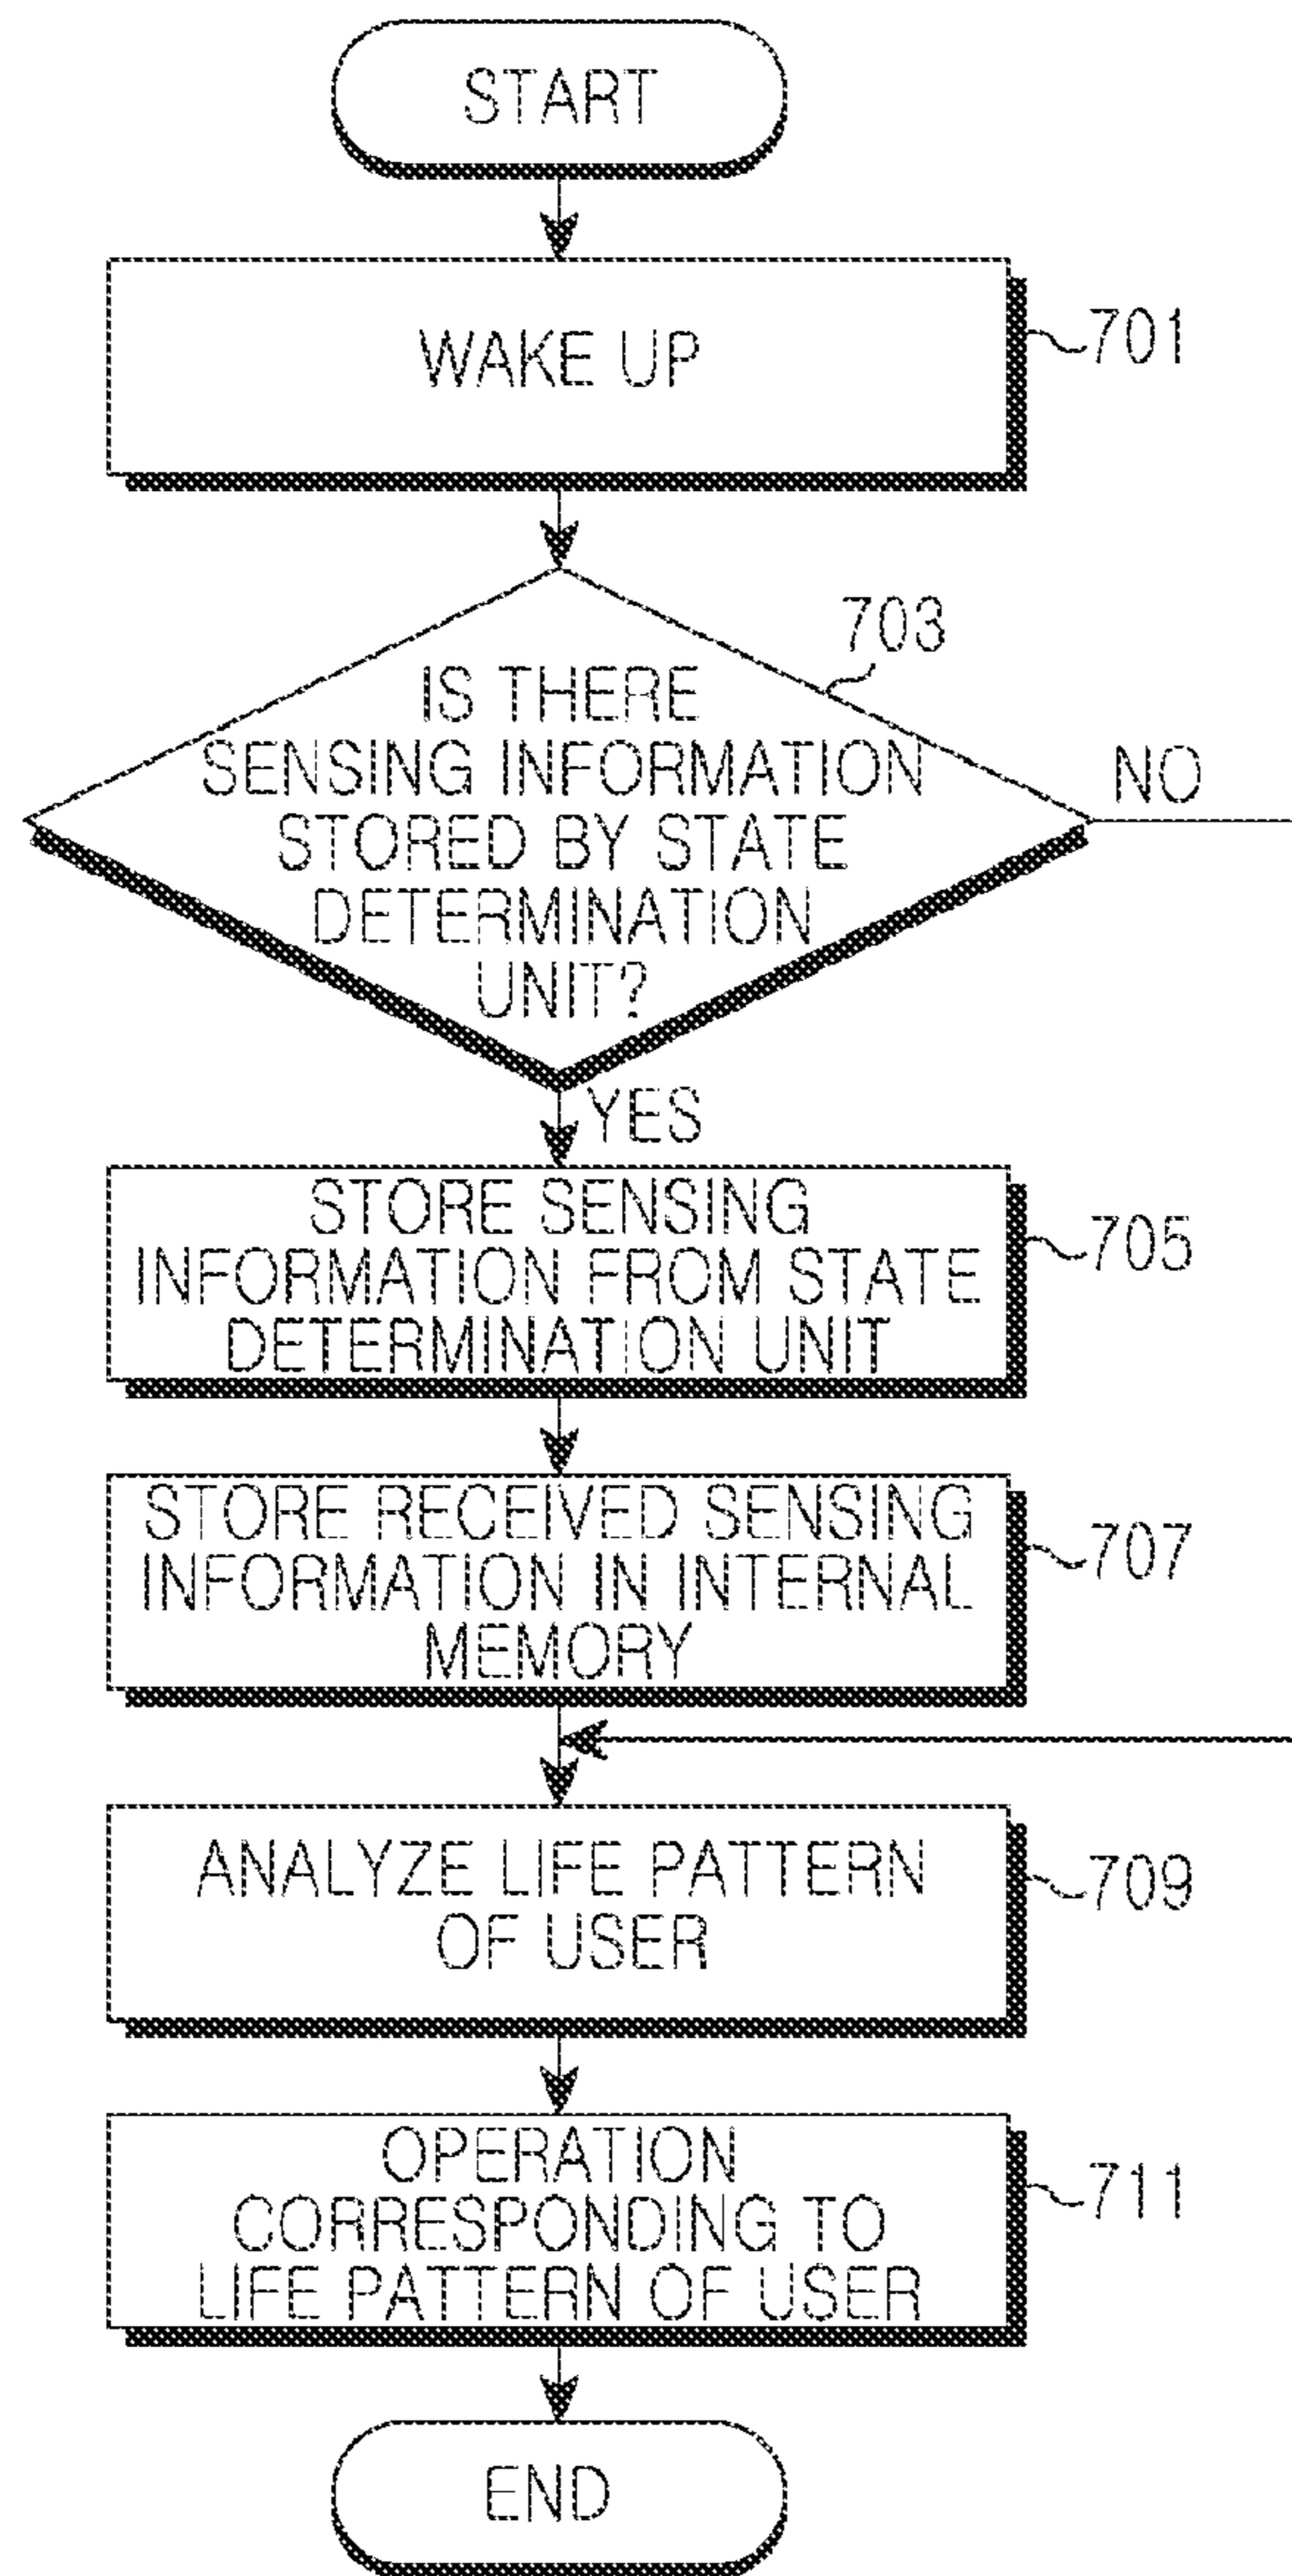 START
WAKE UP
701
703
IS THERE
SENSING INFORMATION
STORED BY STATE
DETERMINATION
UNIT?
NO
YES
STORE SENSING
INFORMATION FROM STATE
DETERMINATION UNIT
705
STORE RECEIVED SENSING
INFORMATION IN INTERNAL
MEMORY
707
ANALYZE LIFE PATTERN
OF USER
709
OPERATION
CORRESPONDING TO
LIFE PATTERN OF USER
711
END